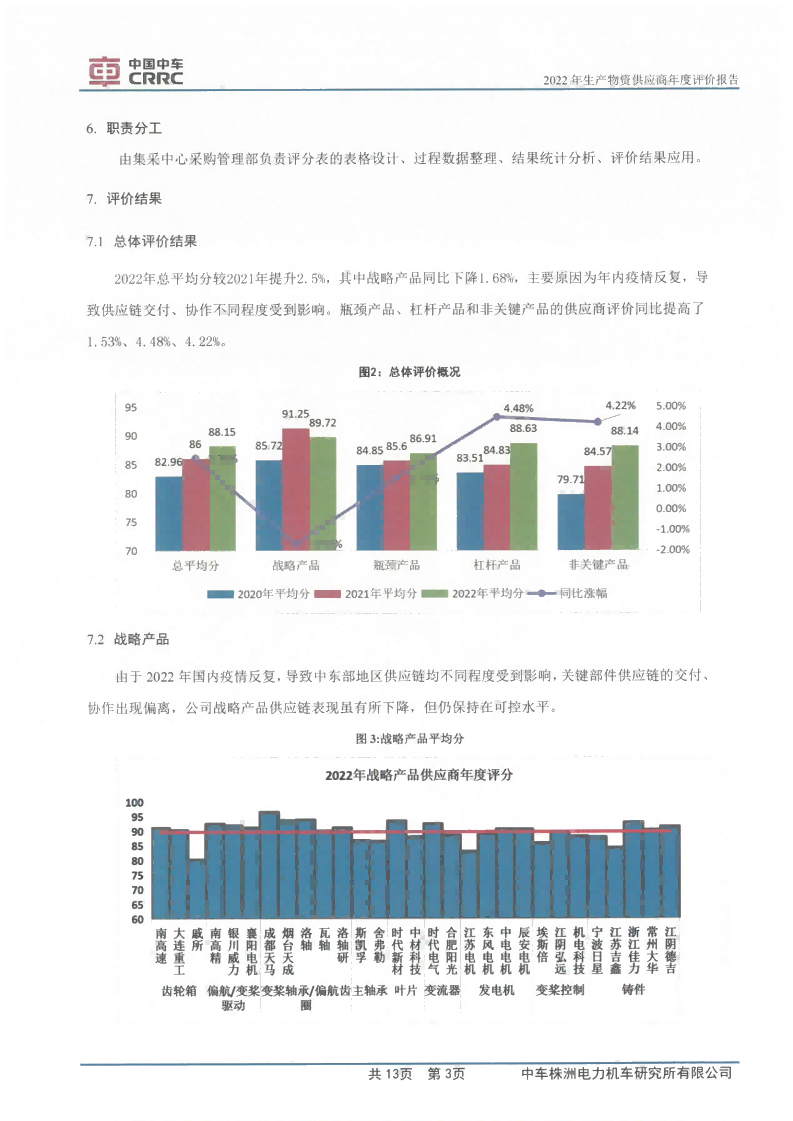 中国中车
CRRC
2022年生产物资供应商年度评价报告
6. 职责分工
由集采中心采购管理部负责评分表的表格设计、过程数据整理、结果统计分析、评价结果应用。
7. 评价结果
7.1 总体评价结果
2022年总平均分较2021年提升2.5%，其中战略产品同比下降1.68%，主要原因为年内疫情反复，导
致供应链交付、协作不同程度受到影响。瓶颈产品、杠杆产品和非关键产品的供应商评价同比提高了
1.53%、4.48%、4.22%。
图2：总体评价概况
95 90 85 80 75 70
82.96 86 88.15
85.72 91.25 89.72
84.85 85.6 86.91
83.51 84.83 88.63 4.48%
79.71 84.57 88.14 4.22%
5.00% 4.00% 3.00% 2.00% 1.00% 0.00% -1.00% -2.00%
总平均分 战略产品 瓶颈产品 杠杆产品 非关键产品
2020年平均分 2021年平均分 2022年平均分 同比涨幅
7.2 战略产品
由于 2022 年国内疫情反复，导致中东部地区供应链均不同程度受到影响，关键部件供应链的交付、
协作出现偏离，公司战略产品供应链表现虽有所下降，但仍保持在可控水平。
图 3:战略产品平均分
2022年战略产品供应商年度评分
100 95 90 85 80 75 70 65 60
南高速 大连重工 戚所 南高精 银川威力 襄阳电机 成都天马 烟台天成 洛轴 瓦轴 洛轴研 斯凯孚 舍弗勒 时代新材 中材科技 时代电气 合肥阳光 江苏电机 东风电机 中电电机 辰安电机 埃斯倍 江阴弘远 机电科技 宁波日星 江苏吉鑫 浙江佳力 常州大华 江阴德吉
齿轮箱 偏航/变桨驱动 变桨轴承/偏航齿圈 主轴承 叶片 变流器 发电机 变桨控制 铸件
共 13页 第 3页 中车株洲电力机车研究所有限公司